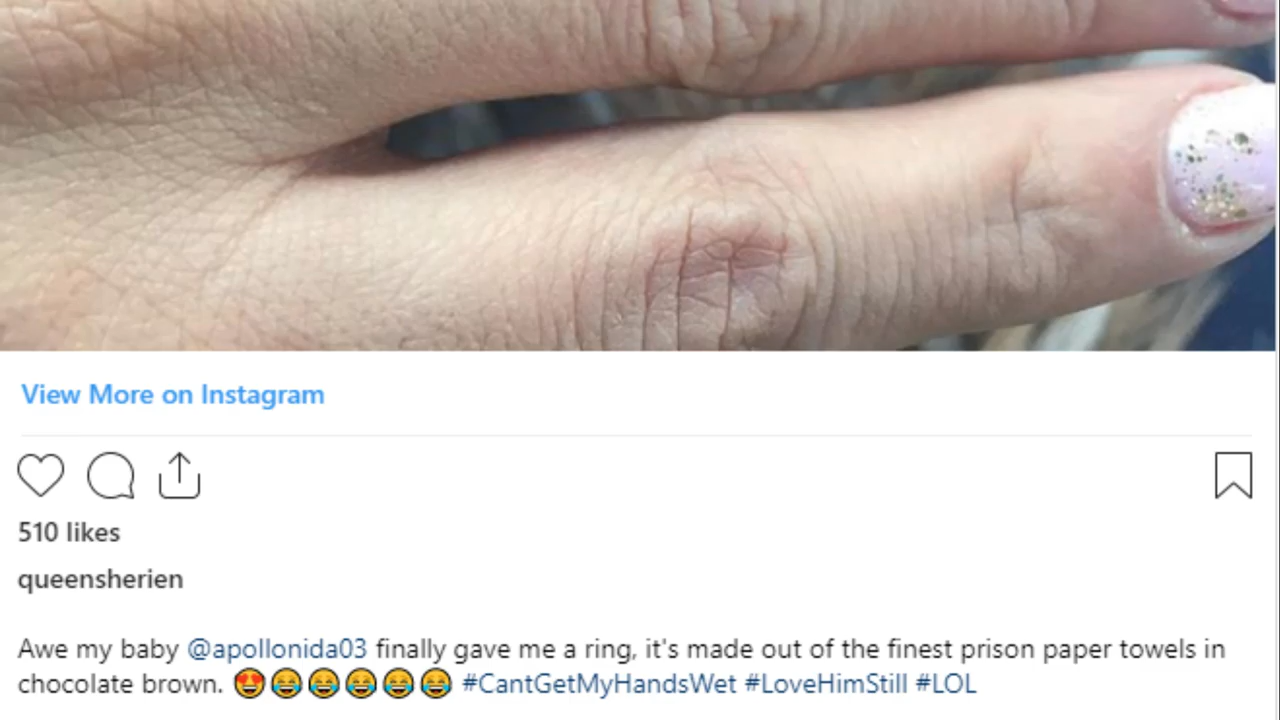 View More on Instagram
510 likes
queensherien
Awe my baby @apollonida03 finally gave me a ring, it's made out of the finest prison paper towels in
chocolate brown. 😍😂😂😂😂😂 #CantGetMyHandsWet #LoveHimStill #LOL